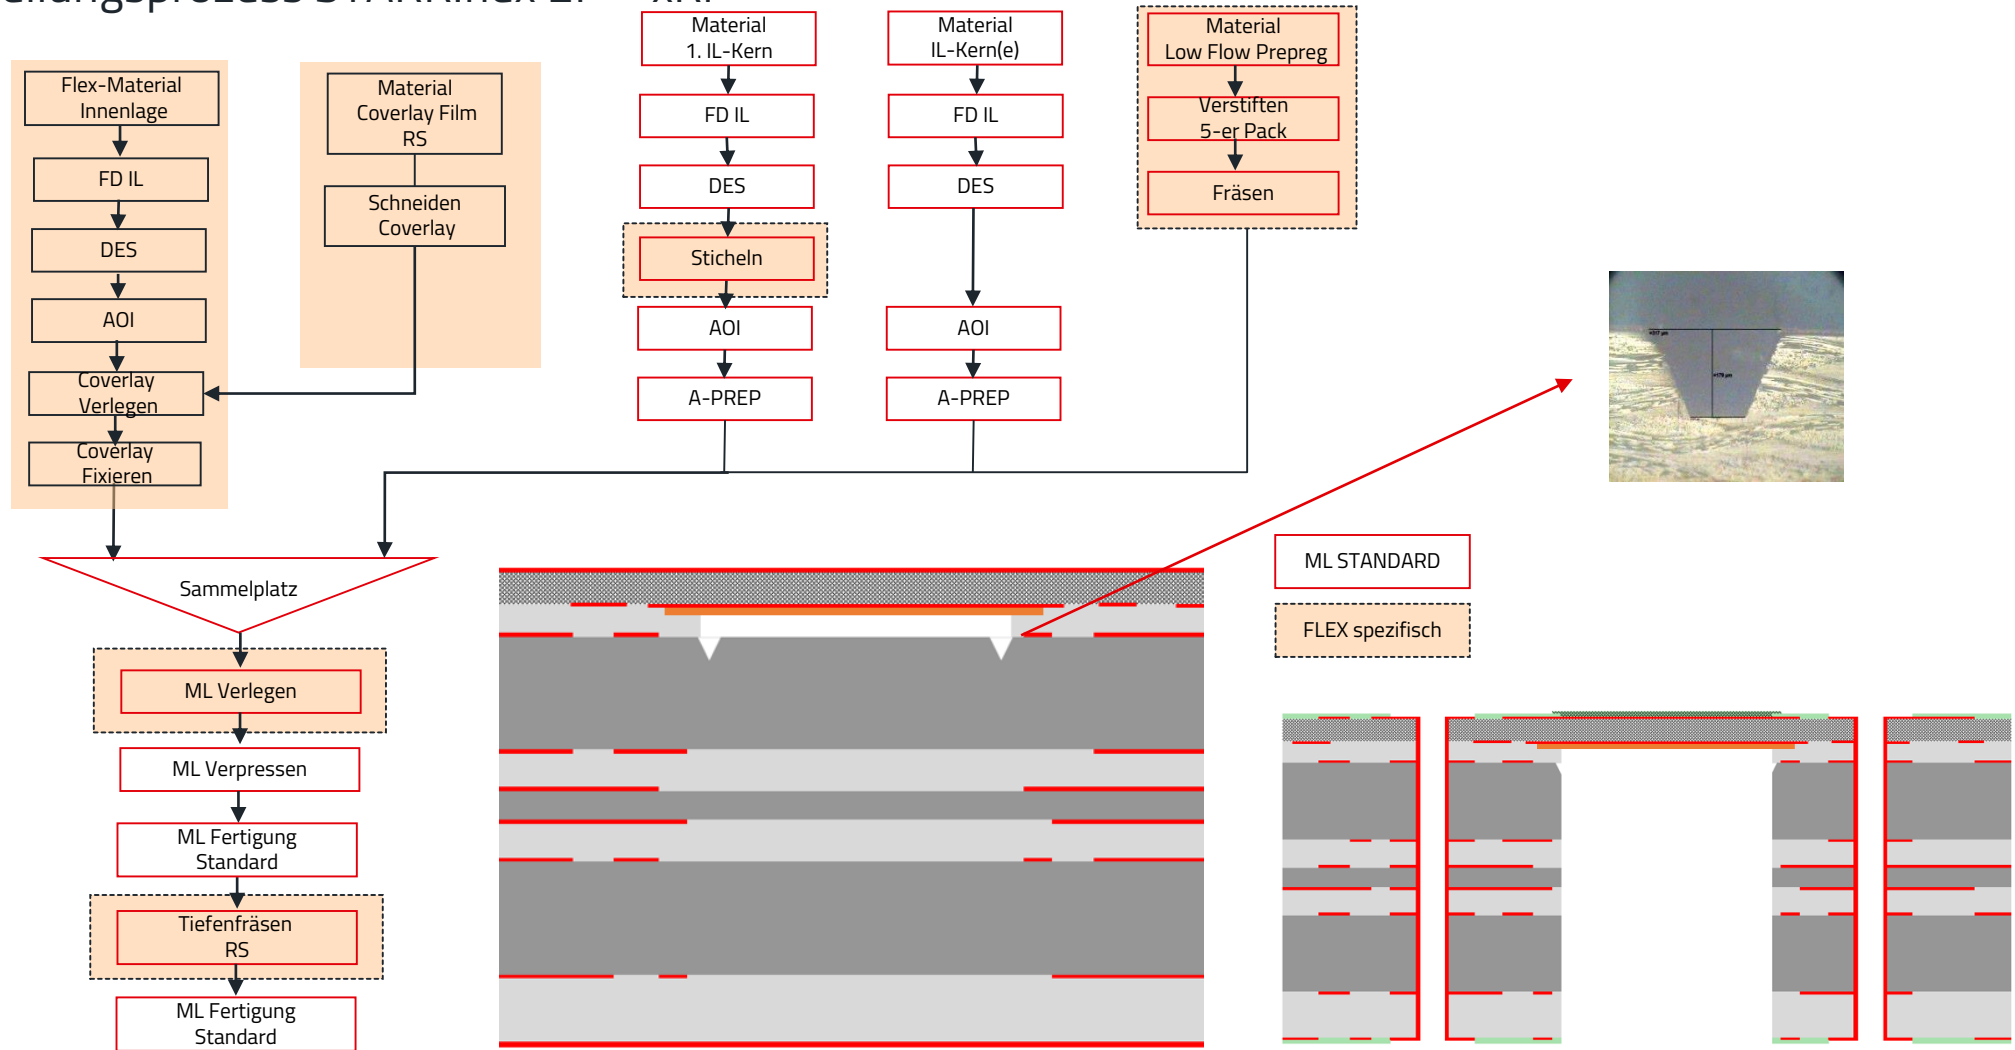 Flex-Material
Innenlage
FD IL
DES
AOI
Coverlay
Verlegen
Coverlay
Fixieren
Material
Coverlay Film
RS
Schneiden
Coverlay
Material
1. IL-Kern
FD IL
DES
Sticheln
AOI
A-PREP
Material
IL-Kern(e)
FD IL
DES
AOI
A-PREP
Material
Low Flow Prepreg
Verstiften
5-er Pack
Fräsen
Sammelplatz
ML Verlegen
ML Verpressen
ML Fertigung
Standard
Tiefenfräsen
RS
ML Fertigung
Standard
ML STANDARD
FLEX spezifisch